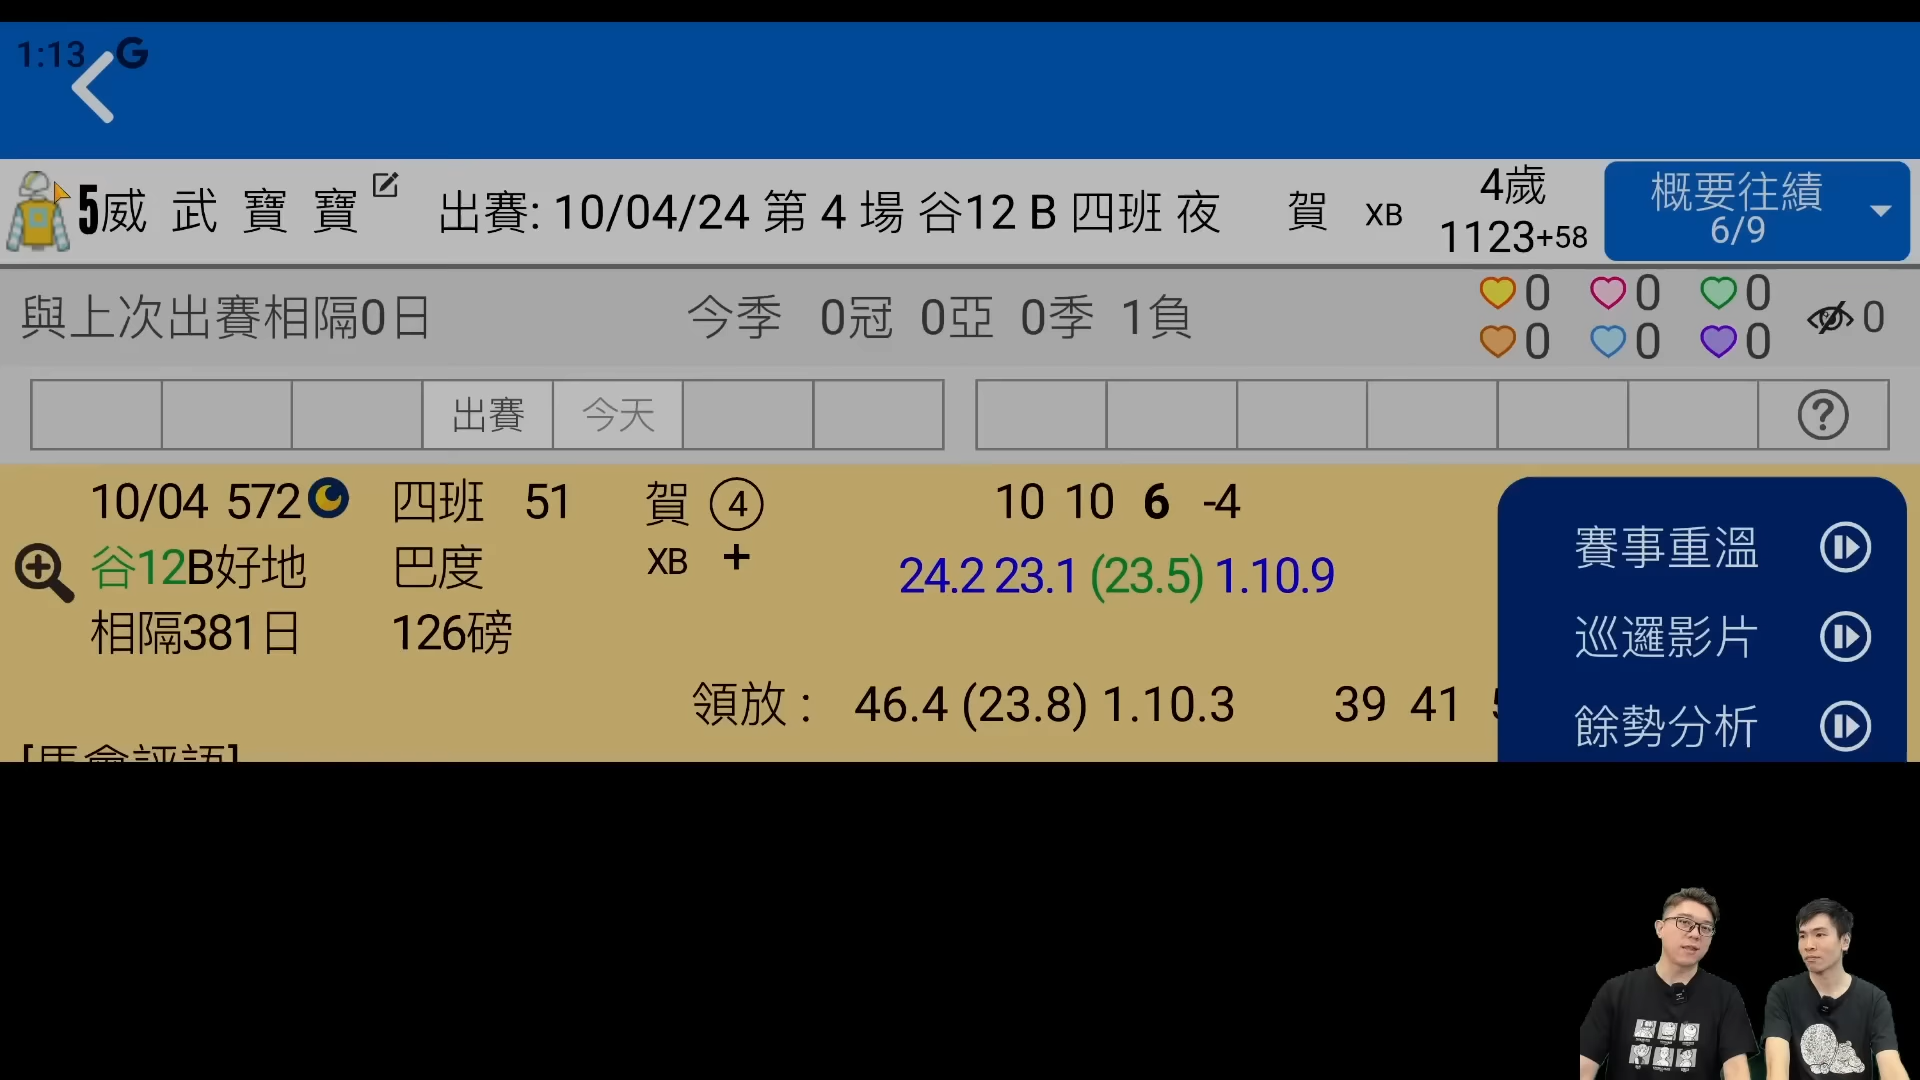 1:13 G
5 威武寶寶 出賽: 10/04/24 第 4 場 谷12 B 四班 夜 賀 XB 4歲 1123+58 概要往績 6/9
與上次出賽相隔0日 今季 0冠 0亞 0季 1負 0 0 0 0
0 0 0
出賽 今天 ?
10/04 572 四班 51 賀 4 10 10 6 -4 賽事重溫
谷12B好地 巴度 XB + 24.2 23.1 (23.5) 1.10.9 巡邏影片
相隔381日 126磅
領放 : 46.4 (23.8) 1.10.3 39 41 餘勢分析
[馬會評語]